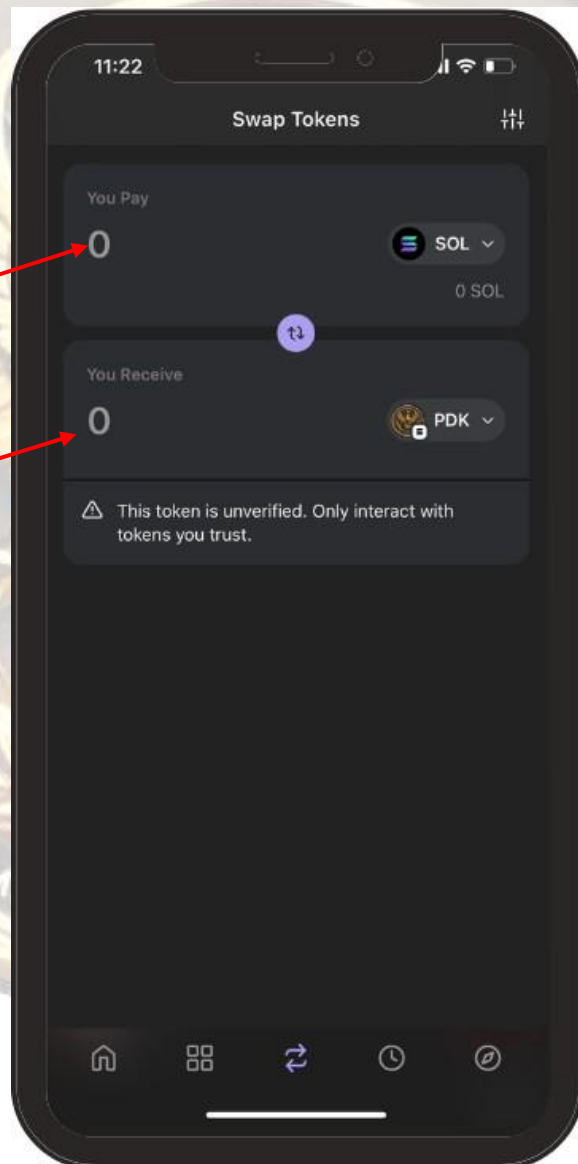 11:22
Swap Tokens
You Pay
0
SOL
0 SOL
You Receive
0
PDK
This token is unverified. Only interact with
tokens you trust.